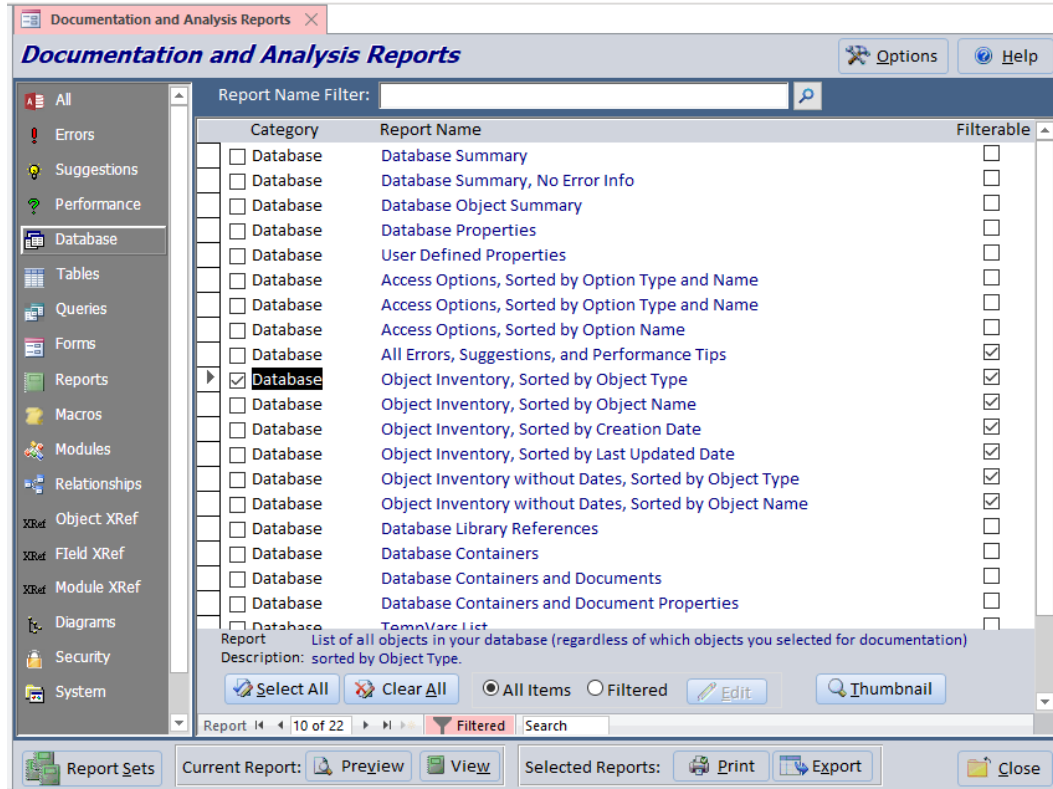 Documentation and Analysis Reports
Documentation and Analysis Reports
Options
Help
All
Errors
Suggestions
Performance
Database
Tables
Queries
Forms
Reports
Macros
Modules
Relationships
XRef Object XRef
XRef FIeld XRef
XRef Module XRef
Diagrams
Security
System
Report Name Filter:
Category Report Name Filterable
Database Database Summary
Database Database Summary, No Error Info
Database Database Object Summary
Database Database Properties
Database User Defined Properties
Database Access Options, Sorted by Option Type and Name
Database Access Options, Sorted by Option Type and Name
Database Access Options, Sorted by Option Name
Database All Errors, Suggestions, and Performance Tips
Database Object Inventory, Sorted by Object Type
Database Object Inventory, Sorted by Object Name
Database Object Inventory, Sorted by Creation Date
Database Object Inventory, Sorted by Last Updated Date
Database Object Inventory without Dates, Sorted by Object Type
Database Object Inventory without Dates, Sorted by Object Name
Database Database Library References
Database Database Containers
Database Database Containers and Documents
Database Database Containers and Document Properties
Database TempVars List
Report Description: List of all objects in your database (regardless of which objects you selected for documentation)
sorted by Object Type.
Select All Clear All All Items Filtered Edit Thumbnail
Report 10 of 22 Filtered Search
Report Sets Current Report: Preview View Selected Reports: Print Export Close